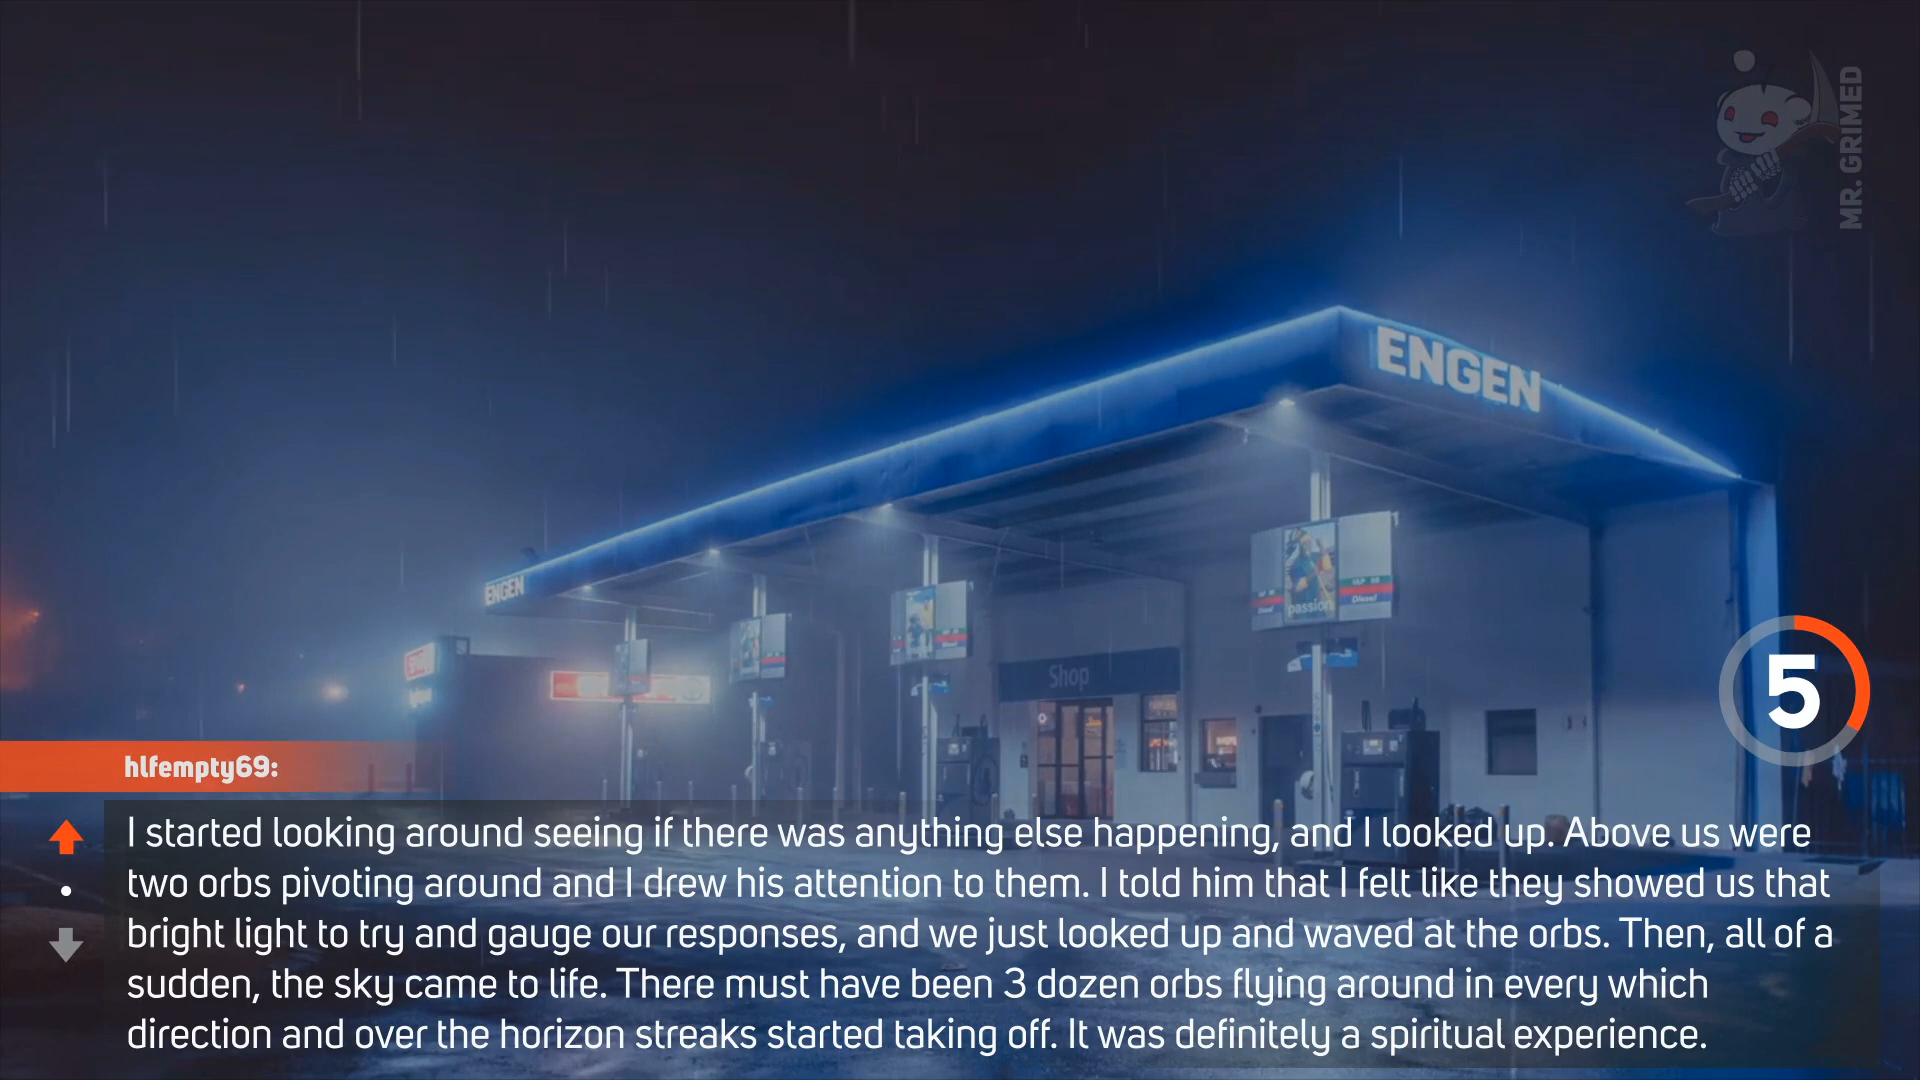 MR. GRIMED
ENGEN
ENGEN
passion
Diesel
Shop
5
hlfempty69:
I started looking around seeing if there was anything else happening, and I looked up. Above us were
two orbs pivoting around and I drew his attention to them. I told him that I felt like they showed us that
bright light to try and gauge our responses, and we just looked up and waved at the orbs. Then, all of a
sudden, the sky came to life. There must have been 3 dozen orbs flying around in every which
direction and over the horizon streaks started taking off. It was definitely a spiritual experience.